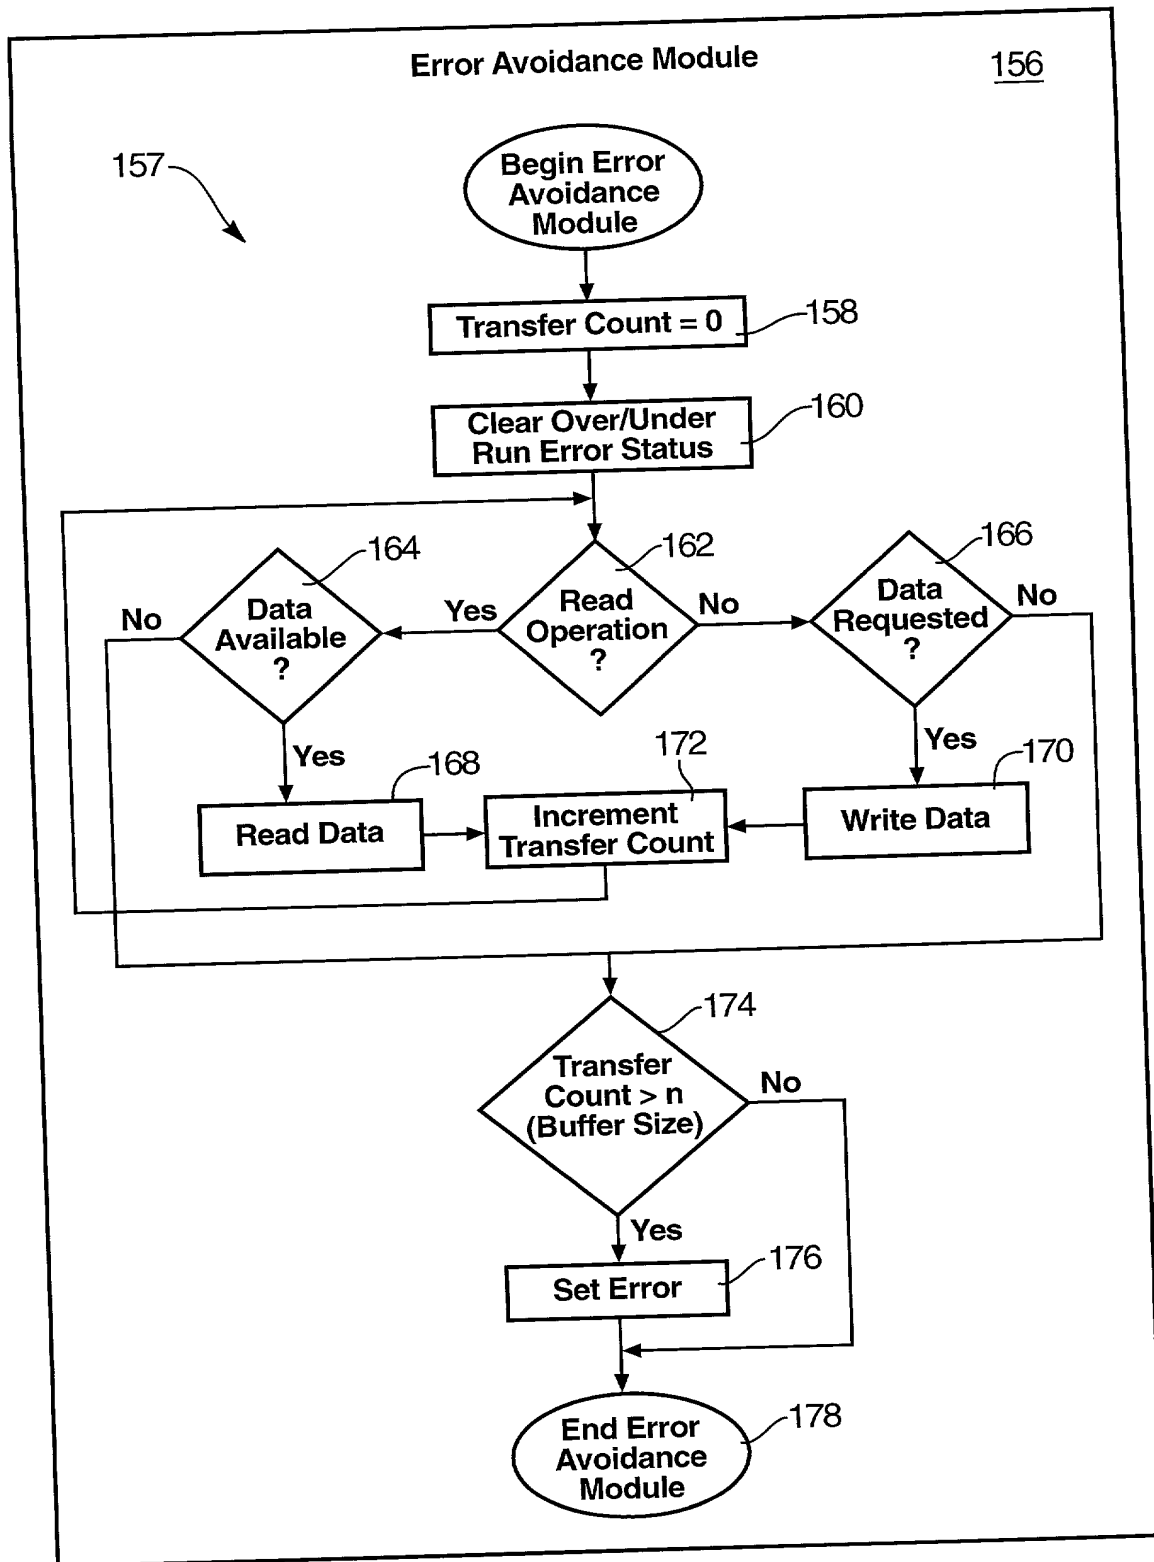 Error Avoidance Module
156
157
Begin Error
Avoidance
Module
Transfer Count = 0
158
Clear Over/Under
Run Error Status
160
164
162
166
No
Data
Available
?
Yes
Read
Operation
?
No
Data
Requested
?
No
Yes
168
172
Yes
170
Read Data
Increment
Transfer Count
Write Data
174
Transfer
Count > n
(Buffer Size)
No
Yes
Set Error
176
End Error
Avoidance
Module
178